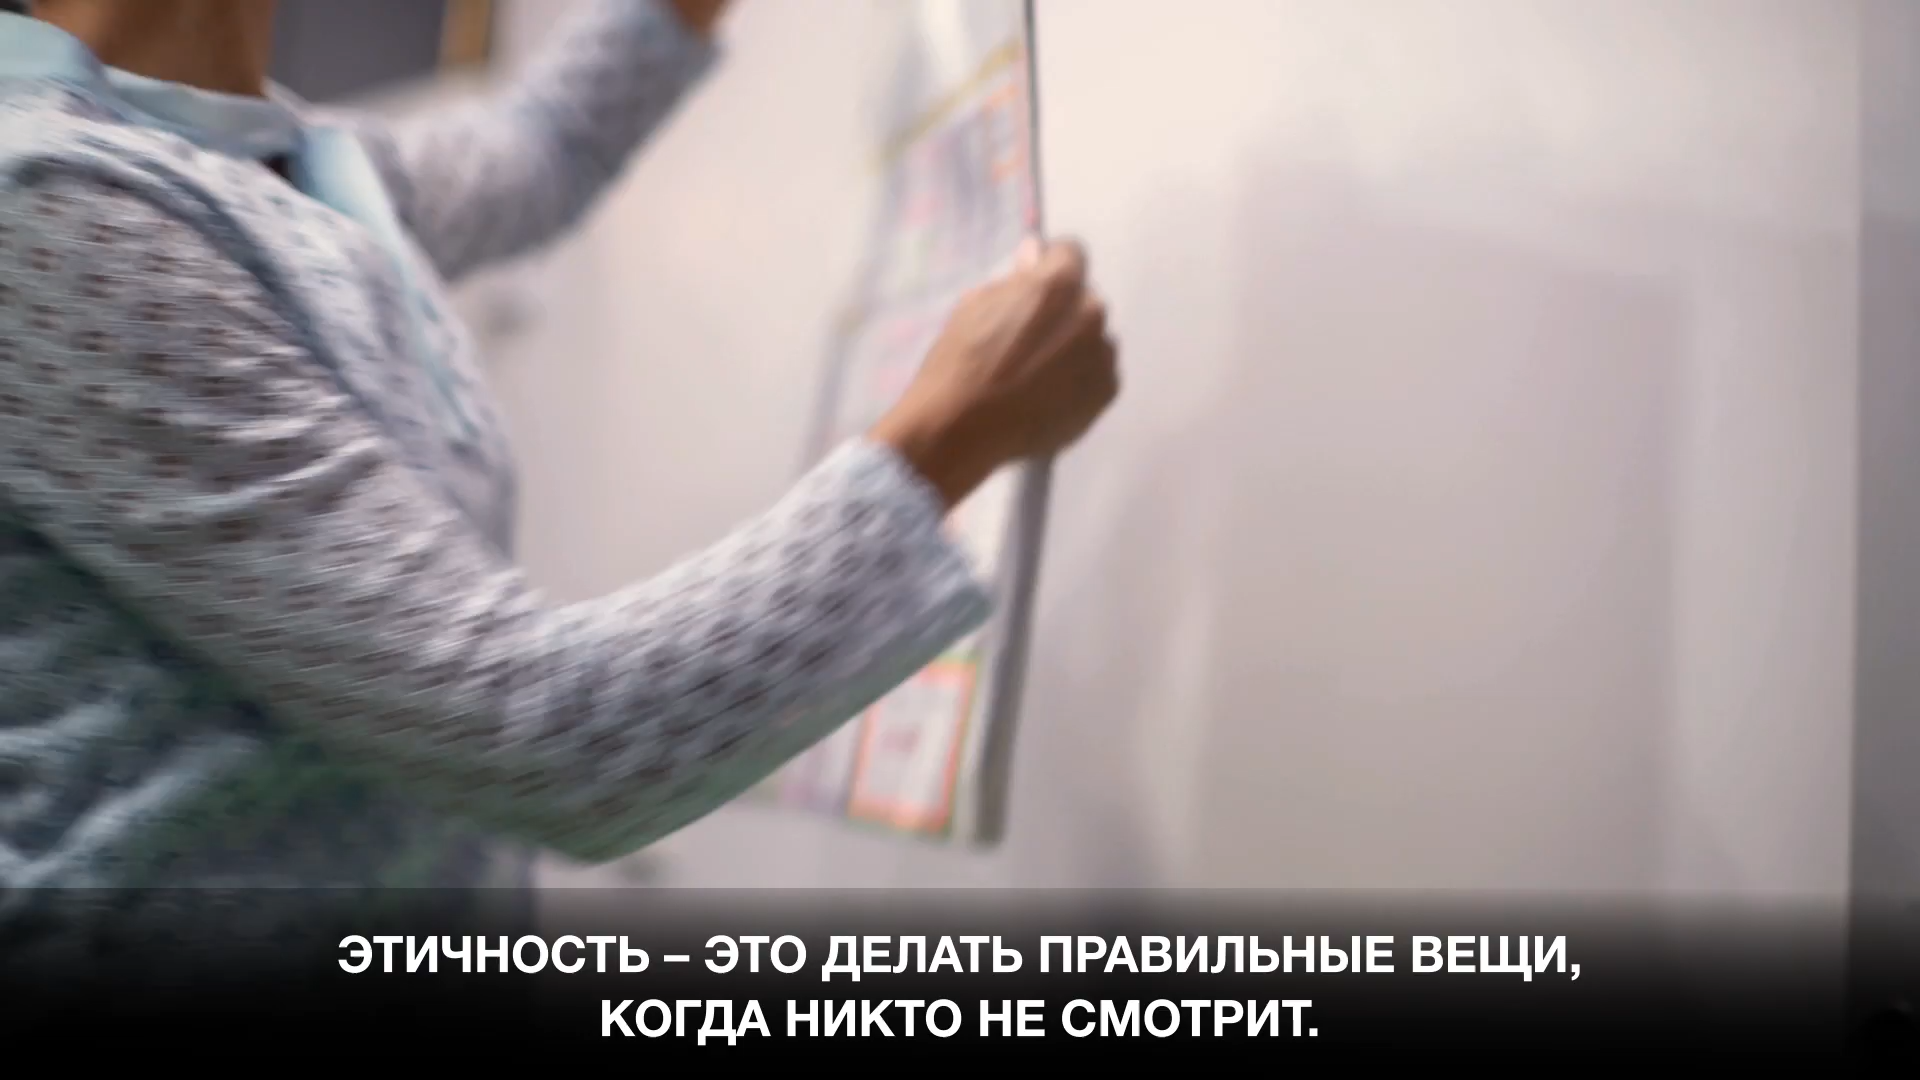 ЭТИЧНОСТЬ – ЭТО ДЕЛАТЬ ПРАВИЛЬНЫЕ ВЕЩИ,
КОГДА НИКТО НЕ СМОТРИТ.